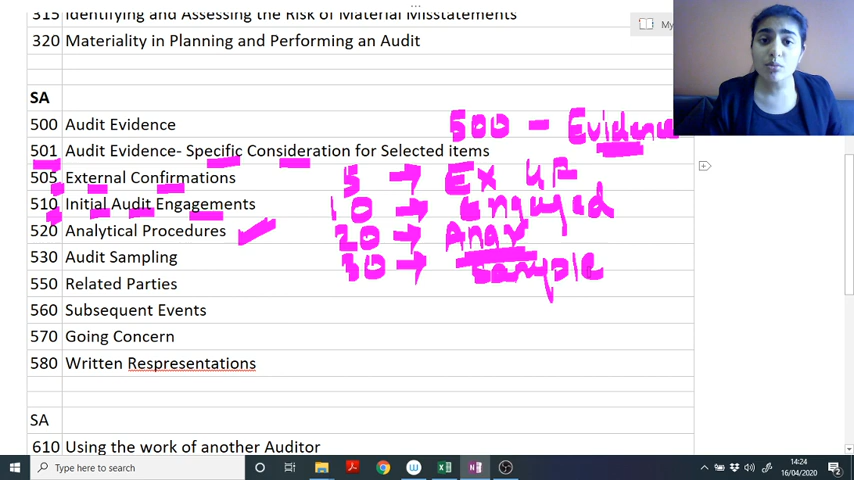 315 Identifying and Assessing the Risk of Material Misstatements
320 Materiality in Planning and Performing an Audit
My
SA
500 Audit Evidence
500 - Evidence
501 Audit Evidence- Specific Consideration for Selected items
505 External Confirmations
5 → Ex
510 Initial Audit Engagements
10 → Engaged
520 Analytical Procedures
20 →
530 Audit Sampling
30 → Sample
550 Related Parties
560 Subsequent Events
570 Going Concern
580 Written Respresentations
SA
610 Using the work of another Auditor
Type here to search
14:24
16/04/2020
2